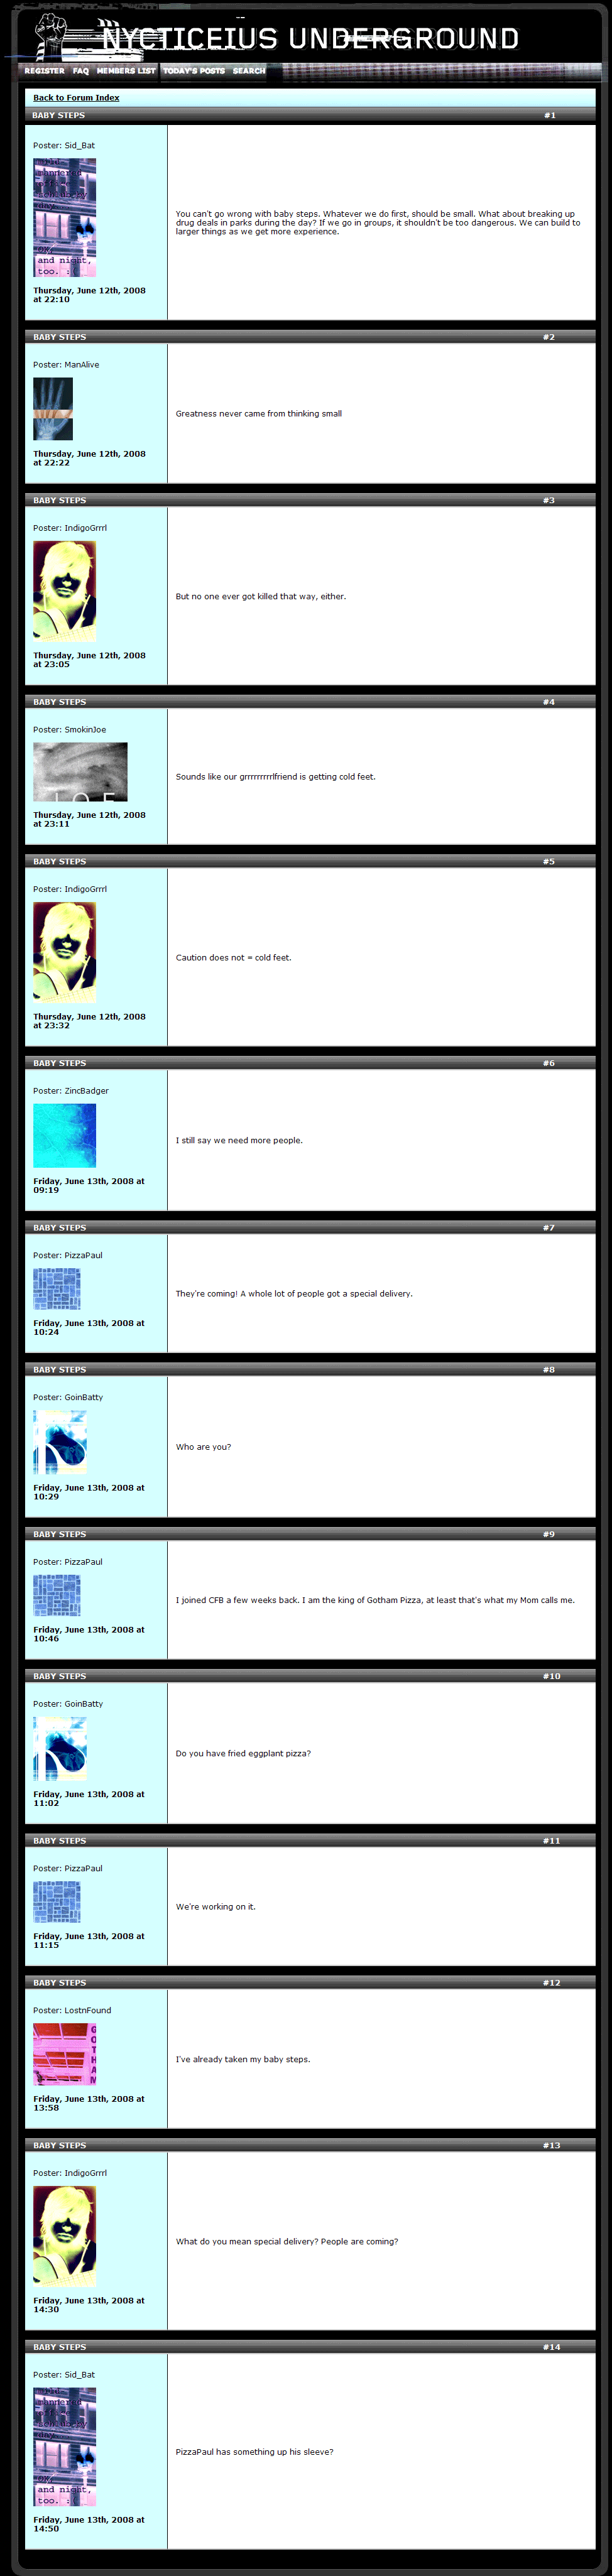 NYCTICEIUS UNDERGROUND
REGISTER FAQ MEMBERS LIST TODAY'S POSTS SEARCH
Back to Forum Index
BABY STEPS #1
Poster: Sid_Bat
day...
and night,
too. :(
Thursday, June 12th, 2008
at 22:10
You can't go wrong with baby steps. Whatever we do first, should be small. What about breaking up
drug deals in parks during the day? If we go in groups, it shouldn't be too dangerous. We can build to
larger things as we get more experience.
BABY STEPS #2
Poster: ManAlive
Thursday, June 12th, 2008
at 22:22
Greatness never came from thinking small
BABY STEPS #3
Poster: IndigoGrrrl
Thursday, June 12th, 2008
at 23:05
But no one ever got killed that way, either.
BABY STEPS #4
Poster: SmokinJoe
JOE
Thursday, June 12th, 2008
at 23:11
Sounds like our grrrrrrrrrlfriend is getting cold feet.
BABY STEPS #5
Poster: IndigoGrrrl
Thursday, June 12th, 2008
at 23:32
Caution does not = cold feet.
BABY STEPS #6
Poster: ZincBadger
Friday, June 13th, 2008 at
09:19
I still say we need more people.
BABY STEPS #7
Poster: PizzaPaul
Friday, June 13th, 2008 at
10:24
They're coming! A whole lot of people got a special delivery.
BABY STEPS #8
Poster: GoinBatty
Friday, June 13th, 2008 at
10:29
Who are you?
BABY STEPS #9
Poster: PizzaPaul
Friday, June 13th, 2008 at
10:46
I joined CFB a few weeks back. I am the king of Gotham Pizza, at least that's what my Mom calls me.
BABY STEPS #10
Poster: GoinBatty
Friday, June 13th, 2008 at
11:02
Do you have fried eggplant pizza?
BABY STEPS #11
Poster: PizzaPaul
Friday, June 13th, 2008 at
11:15
We're working on it.
BABY STEPS #12
Poster: LostnFound
GOTHAM
Friday, June 13th, 2008 at
13:58
I've already taken my baby steps.
BABY STEPS #13
Poster: IndigoGrrrl
Friday, June 13th, 2008 at
14:30
What do you mean special delivery? People are coming?
BABY STEPS #14
Poster: Sid_Bat
day...
and night,
too. :(
Friday, June 13th, 2008 at
14:50
PizzaPaul has something up his sleeve?